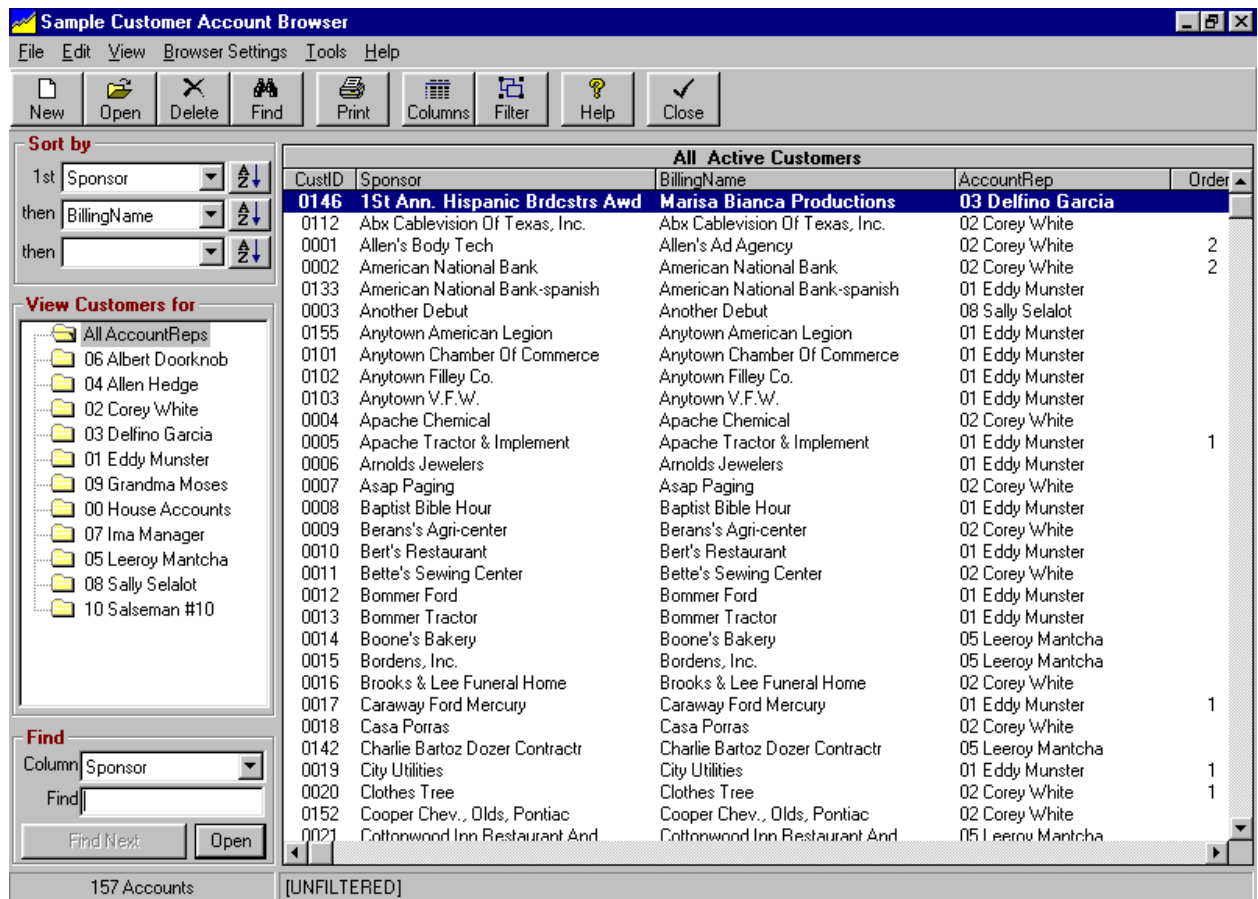 Sample Customer Account Browser
File Edit View Browser Settings Tools Help
New Open Delete Find Print Columns Filter Help Close
Sort by
1st Sponsor
then BillingName
then
View Customers for
All AccountReps
06 Albert Doorknob
04 Allen Hedge
02 Corey White
03 Delfino Garcia
01 Eddy Munster
09 Grandma Moses
00 House Accounts
07 Ima Manager
05 Leeroy Mantcha
08 Sally Selalot
10 Salseman #10
Find
Column Sponsor
Find
Find Next Open
All Active Customers
CustID Sponsor BillingName AccountRep Order
0146 1St Ann. Hispanic Brdcstrs Awd Marisa Bianca Productions 03 Delfino Garcia
0112 Abx Cablevision Of Texas, Inc. Abx Cablevision Of Texas, Inc. 02 Corey White
0001 Allen's Body Tech Allen's Ad Agency 02 Corey White 2
0002 American National Bank American National Bank 02 Corey White 2
0133 American National Bank-spanish American National Bank-spanish 01 Eddy Munster
0003 Another Debut Another Debut 08 Sally Selalot
0155 Anytown American Legion Anytown American Legion 01 Eddy Munster
0101 Anytown Chamber Of Commerce Anytown Chamber Of Commerce 01 Eddy Munster
0102 Anytown Filley Co. Anytown Filley Co. 01 Eddy Munster
0103 Anytown V.F.W. Anytown V.F.W. 01 Eddy Munster
0004 Apache Chemical Apache Chemical 02 Corey White
0005 Apache Tractor & Implement Apache Tractor & Implement 01 Eddy Munster 1
0006 Arnolds Jewelers Arnolds Jewelers 01 Eddy Munster
0007 Asap Paging Asap Paging 02 Corey White
0008 Baptist Bible Hour Baptist Bible Hour 01 Eddy Munster
0009 Berans's Agri-center Berans's Agri-center 02 Corey White
0010 Bert's Restaurant Bert's Restaurant 01 Eddy Munster
0011 Bette's Sewing Center Bette's Sewing Center 02 Corey White
0012 Bommer Ford Bommer Ford 01 Eddy Munster
0013 Bommer Tractor Bommer Tractor 01 Eddy Munster
0014 Boone's Bakery Boone's Bakery 05 Leeroy Mantcha
0015 Bordens, Inc. Bordens, Inc. 05 Leeroy Mantcha
0016 Brooks & Lee Funeral Home Brooks & Lee Funeral Home 02 Corey White
0017 Caraway Ford Mercury Caraway Ford Mercury 01 Eddy Munster 1
0018 Casa Porras Casa Porras 02 Corey White
0142 Charlie Bartoz Dozer Contractr Charlie Bartoz Dozer Contractr 05 Leeroy Mantcha
0019 City Utilities City Utilities 01 Eddy Munster 1
0020 Clothes Tree Clothes Tree 02 Corey White 1
0152 Cooper Chev., Olds, Pontiac Cooper Chev., Olds, Pontiac 02 Corey White
0021 Cottonwood Inn Restaurant And Cottonwood Inn Restaurant And 05 Leeroy Mantcha
157 Accounts [UNFILTERED]